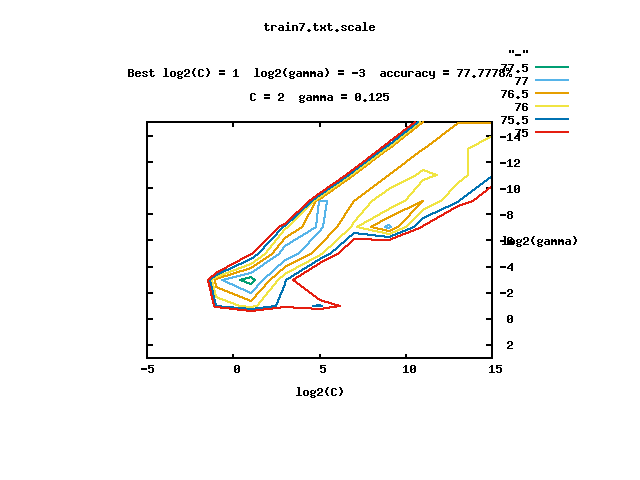 train7.txt.scale
"-"
Best log2(C) = 1  log2(gamma) = -3  accuracy = 77.7778%
77.5
77
C = 2  gamma = 0.125
76.5
76
75.5
75
-14
-12
-10
-8
-6
log2(gamma)
-4
-2
0
2
-5 0 5 10 15
log2(C)